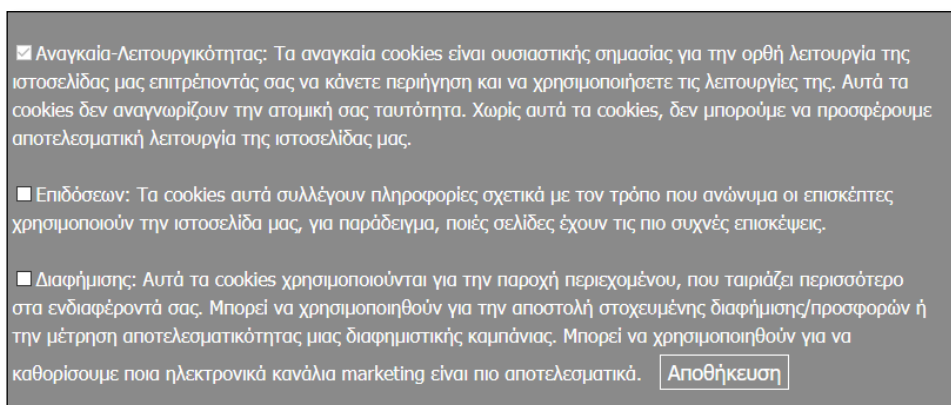 Αναγκαία-Λειτουργικότητας: Τα αναγκαία cookies είναι ουσιαστικής σημασίας για την ορθή λειτουργία της
ιστοσελίδας μας επιτρέποντάς σας να κάνετε περιήγηση και να χρησιμοποιήσετε τις λειτουργίες της. Αυτά τα
cookies δεν αναγνωρίζουν την ατομική σας ταυτότητα. Χωρίς αυτά τα cookies, δεν μπορούμε να προσφέρουμε
αποτελεσματική λειτουργία της ιστοσελίδας μας.
Επιδόσεων: Τα cookies αυτά συλλέγουν πληροφορίες σχετικά με τον τρόπο που ανώνυμα οι επισκέπτες
χρησιμοποιούν την ιστοσελίδα μας, για παράδειγμα, ποιές σελίδες έχουν τις πιο συχνές επισκέψεις.
Διαφήμισης: Αυτά τα cookies χρησιμοποιούνται για την παροχή περιεχομένου, που ταιριάζει περισσότερο
στα ενδιαφέροντά σας. Μπορεί να χρησιμοποιηθούν για την αποστολή στοχευμένης διαφήμισης/προσφορών ή
την μέτρηση αποτελεσματικότητας μιας διαφημιστικής καμπάνιας. Μπορεί να χρησιμοποιηθούν για να
καθορίσουμε ποια ηλεκτρονικά κανάλια marketing είναι πιο αποτελεσματικά. Αποθήκευση